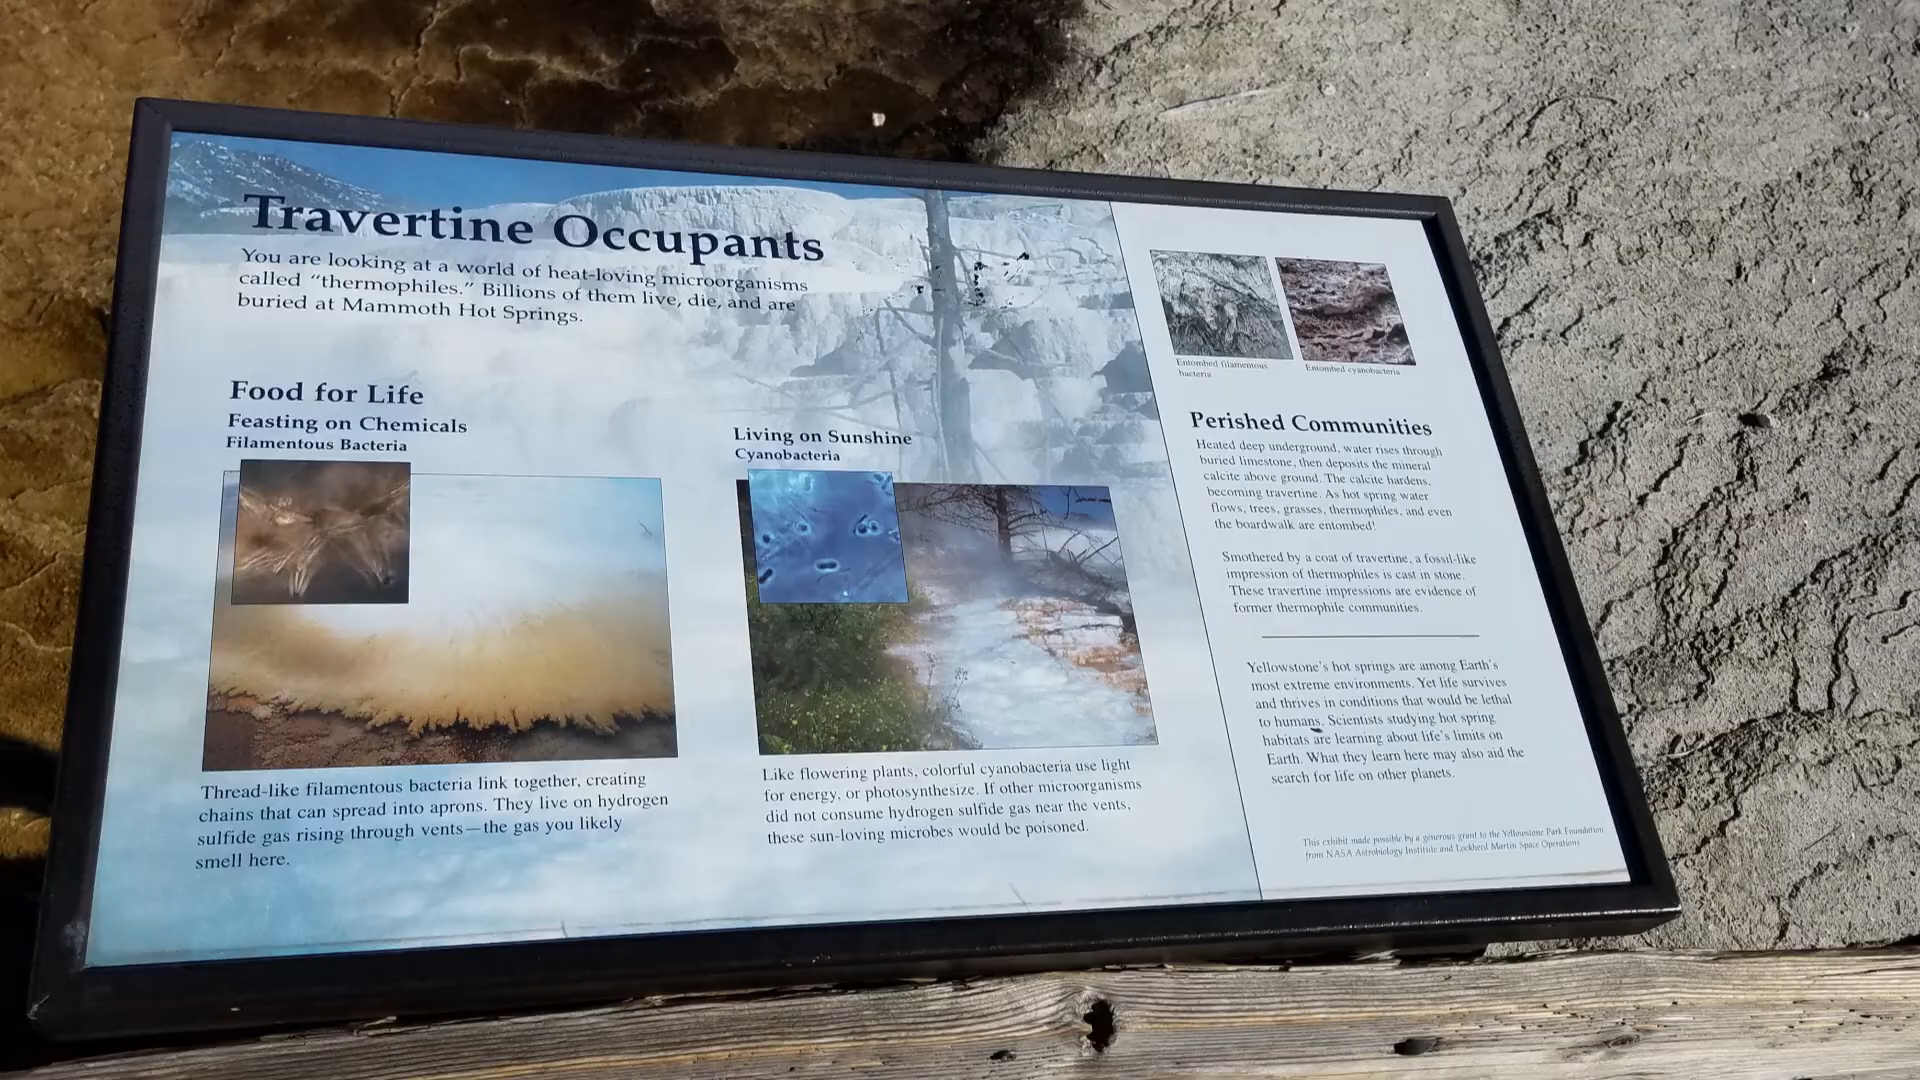 Travertine Occupants
You are looking at a world of heat-loving microorganisms
called “thermophiles.” Billions of them live, die, and are
buried at Mammoth Hot Springs.
Food for Life
Feasting on Chemicals
Filamentous Bacteria
Thread-like filamentous bacteria link together, creating
chains that can spread into aprons. They live on hydrogen
sulfide gas rising through vents—the gas you likely
smell here.
Living on Sunshine
Cyanobacteria
Like flowering plants, colorful cyanobacteria use light
for energy, or photosynthesize. If other microorganisms
did not consume hydrogen sulfide gas near the vents,
these sun-loving microbes would be poisoned.
Entombed filamentous
bacteria
Entombed cyanobacteria
Perished Communities
Heated deep underground, water rises through
buried limestone, then deposits the mineral
calcite above ground. The calcite hardens,
becoming travertine. As hot spring water
flows, trees, grasses, thermophiles, and even
the boardwalk are entombed!
Smothered by a coat of travertine, a fossil-like
impression of thermophiles is cast in stone.
These travertine impressions are evidence of
former thermophile communities.
Yellowstone’s hot springs are among Earth’s
most extreme environments. Yet life survives
and thrives in conditions that would be lethal
to humans. Scientists studying hot spring
habitats are learning about life’s limits on
Earth. What they learn here may also aid the
search for life on other planets.
This exhibit made possible by a generous grant to the Yellowstone Park Foundation
from NASA Astrobiology Institute and Lockheed Martin Space Operations